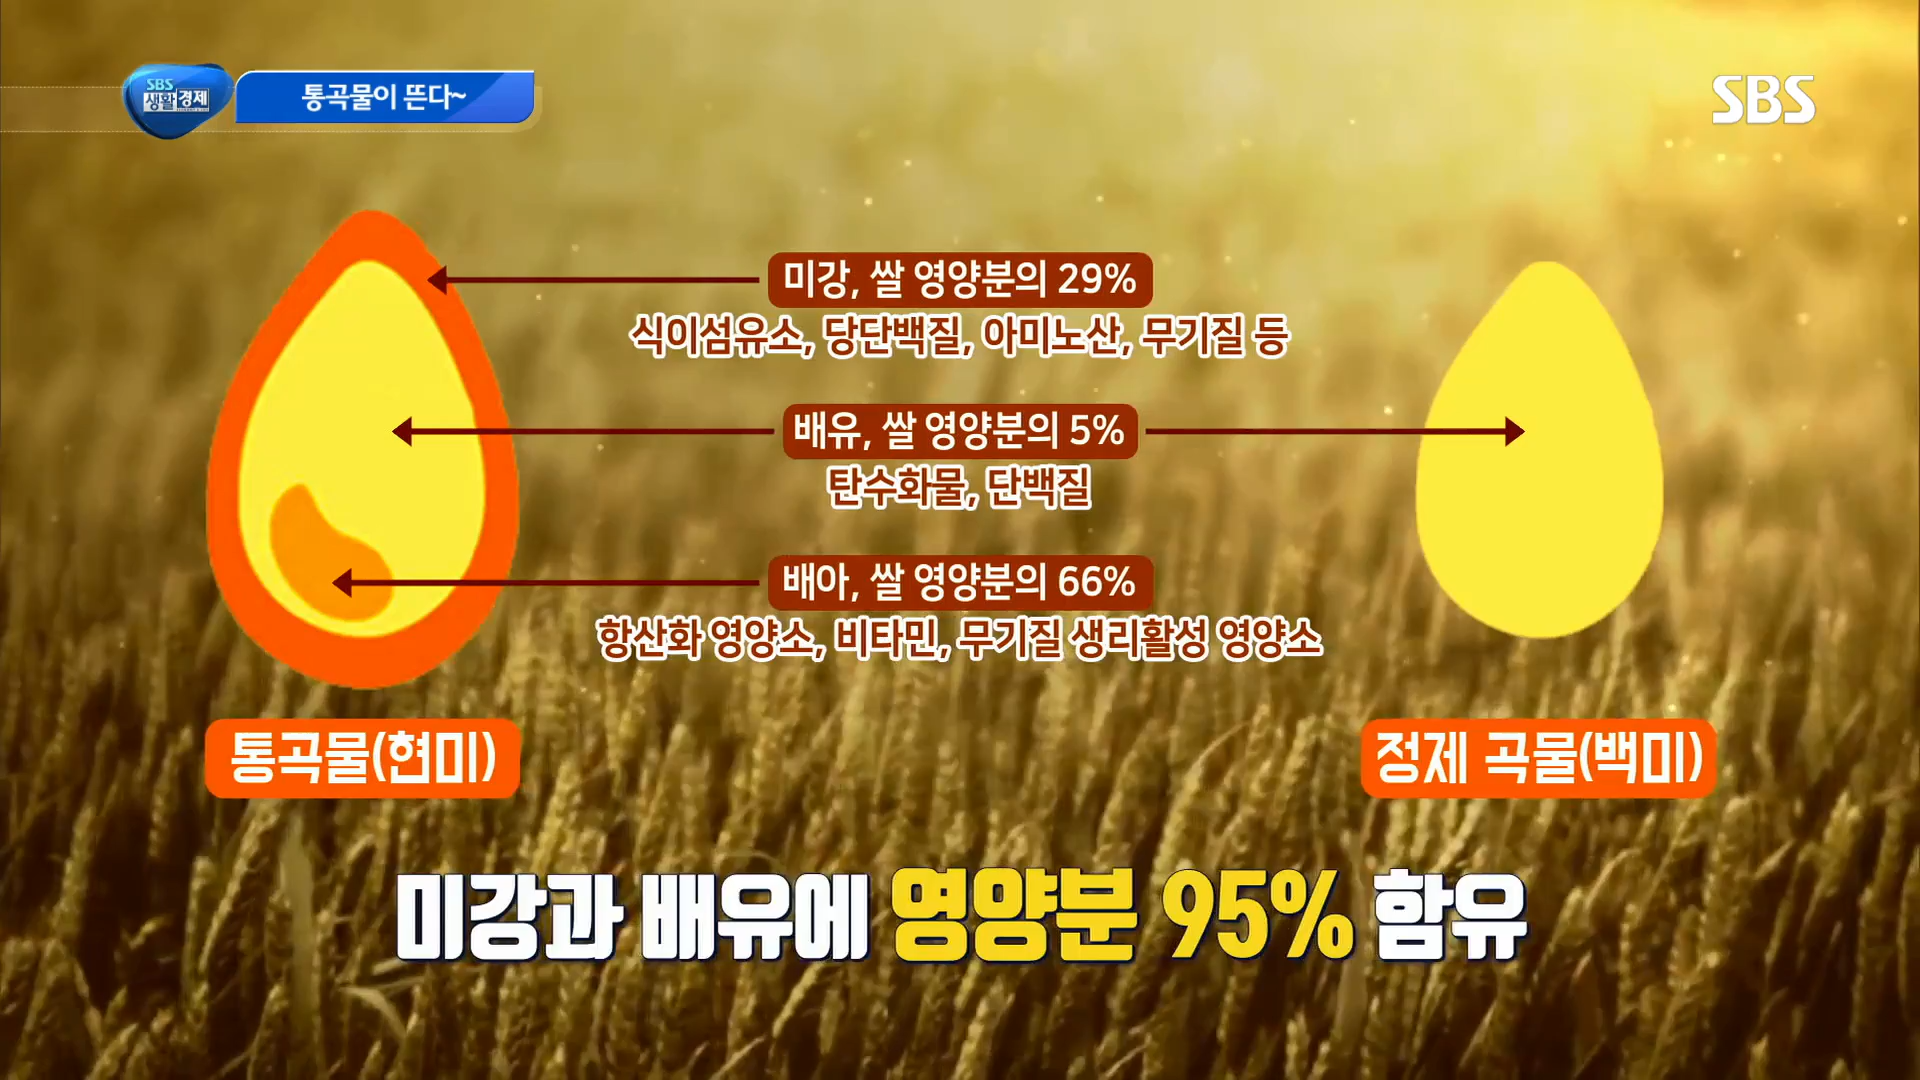 SBS
생활경제
통곡물이 뜬다~
SBS
미강, 쌀 영양분의 29%
식이섬유소, 당단백질, 아미노산, 무기질 등
배유, 쌀 영양분의 5%
탄수화물, 단백질
배아, 쌀 영양분의 66%
항산화 영양소, 비타민, 무기질 생리활성 영양소
통곡물(현미)
정제 곡물(백미)
미강과 배유에 영양분 95% 함유